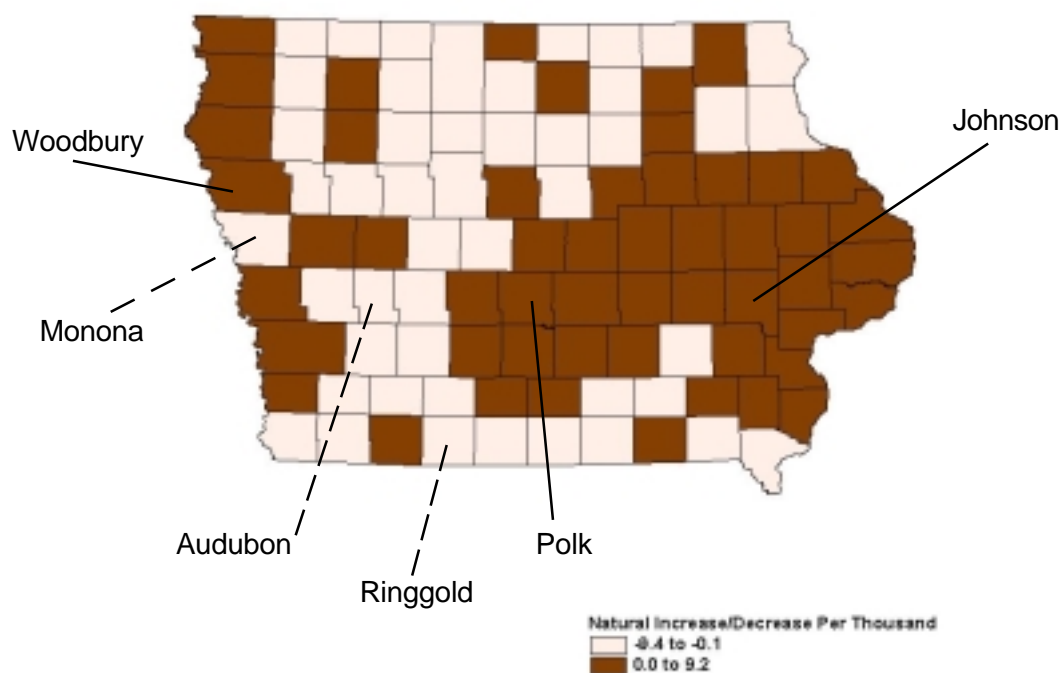 Johnson
Woodbury
Monona
Audubon
Polk
Ringgold
Natural Increase/Decrease Per Thousand
-9.4 to -0.1
0.0 to 9.2